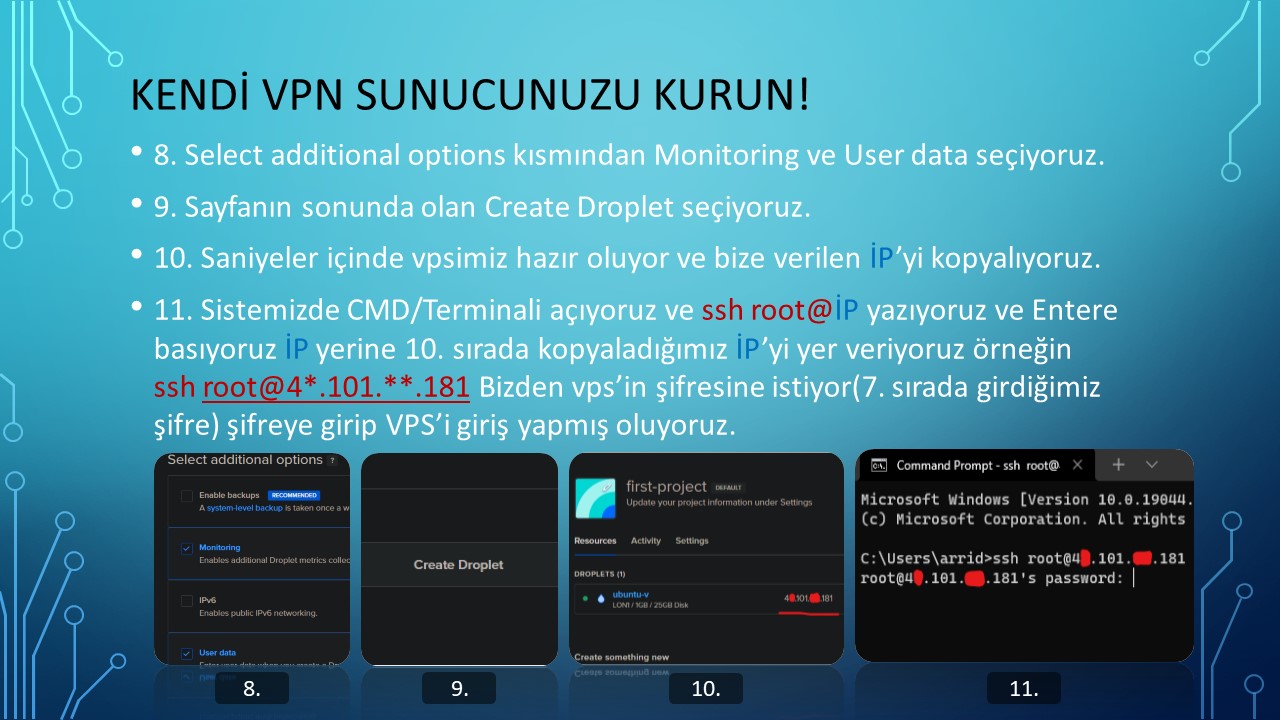 KENDİ VPN SUNUCUNUZU KURUN!
• 8. Select additional options kısmından Monitoring ve User data seçiyoruz.
• 9. Sayfanın sonunda olan Create Droplet seçiyoruz.
• 10. Saniyeler içinde vpsimiz hazır oluyor ve bize verilen İP’yi kopyalıyoruz.
• 11. Sistemizde CMD/Terminali açıyoruz ve ssh root@İP yazıyoruz ve Entere
basıyoruz İP yerine 10. sırada kopyaladığımız İP’yi yer veriyoruz örneğin
ssh root@4*.101.**.181 Bizden vps’in şifresine istiyor(7. sırada girdiğimiz
şifre) şifreye girip VPS’i giriş yapmış oluyoruz.
Select additional options ?
Enable backups RECOMMENDED
A system-level backup is taken once a w
Monitoring
Enables additional Droplet metrics collec
IPv6
Enables public IPv6 networking.
User data
8.
Create Droplet
9.
first-project DEFAULT
Update your project information under Settings
Resources Activity Settings
DROPLETS (1)
ubuntu-v
LON1 / 1GB / 25GB Disk
4 .101. .181
Create something new
10.
Command Prompt - ssh root@
Microsoft Windows [Version 10.0.19044.
(c) Microsoft Corporation. All rights
C:\Users\arrid>ssh root@4 .101. .181
root@4 .101. .181's password:
11.